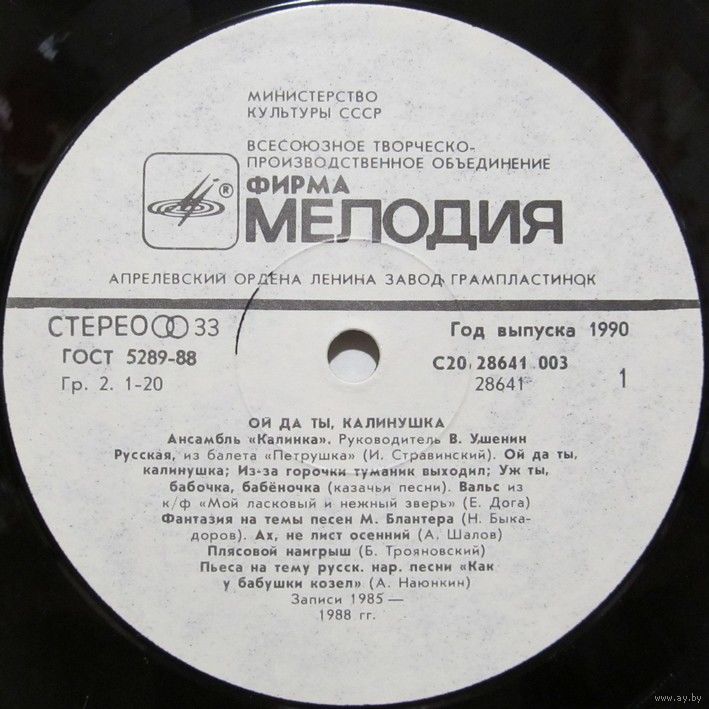 МИНИСТЕРСТВО
КУЛЬТУРЫ СССР
ВСЕСОЮЗНОЕ ТВОРЧЕСКО-
ПРОИЗВОДСТВЕННОЕ ОБЪЕДИНЕНИЕ
®
ФИРМА
МЕЛОДИЯ
АПРЕЛЕВСКИЙ ОРДЕНА ЛЕНИНА ЗАВОД ГРАМПЛАСТИНОК
СТЕРЕО 33
Год выпуска 1990
ГОСТ 5289-88
С20 28641 003
Гр. 2. 1-20
28641
1
ОЙ ДА ТЫ, КАЛИНУШКА
Ансамбль «Калинка». Руководитель В. Ушенин
Русская, из балета «Петрушка» (И. Стравинский). Ой да ты,
калинушка; Из-за горочки туманик выходил; Уж ты,
бабочка, бабёночка (казачьи песни). Вальс из
к/ф «Мой ласковый и нежный зверь» (Е. Дога)
Фантазия на темы песен М. Блантера (Н. Быка-
доров). Ах, не лист осенний (А. Шалов)
Плясовой наигрыш (Б. Трояновский)
Пьеса на тему русск. нар. песни «Как
у бабушки козел» (А. Наюнкин)
Записи 1985—
1988 гг.
www.ay.by